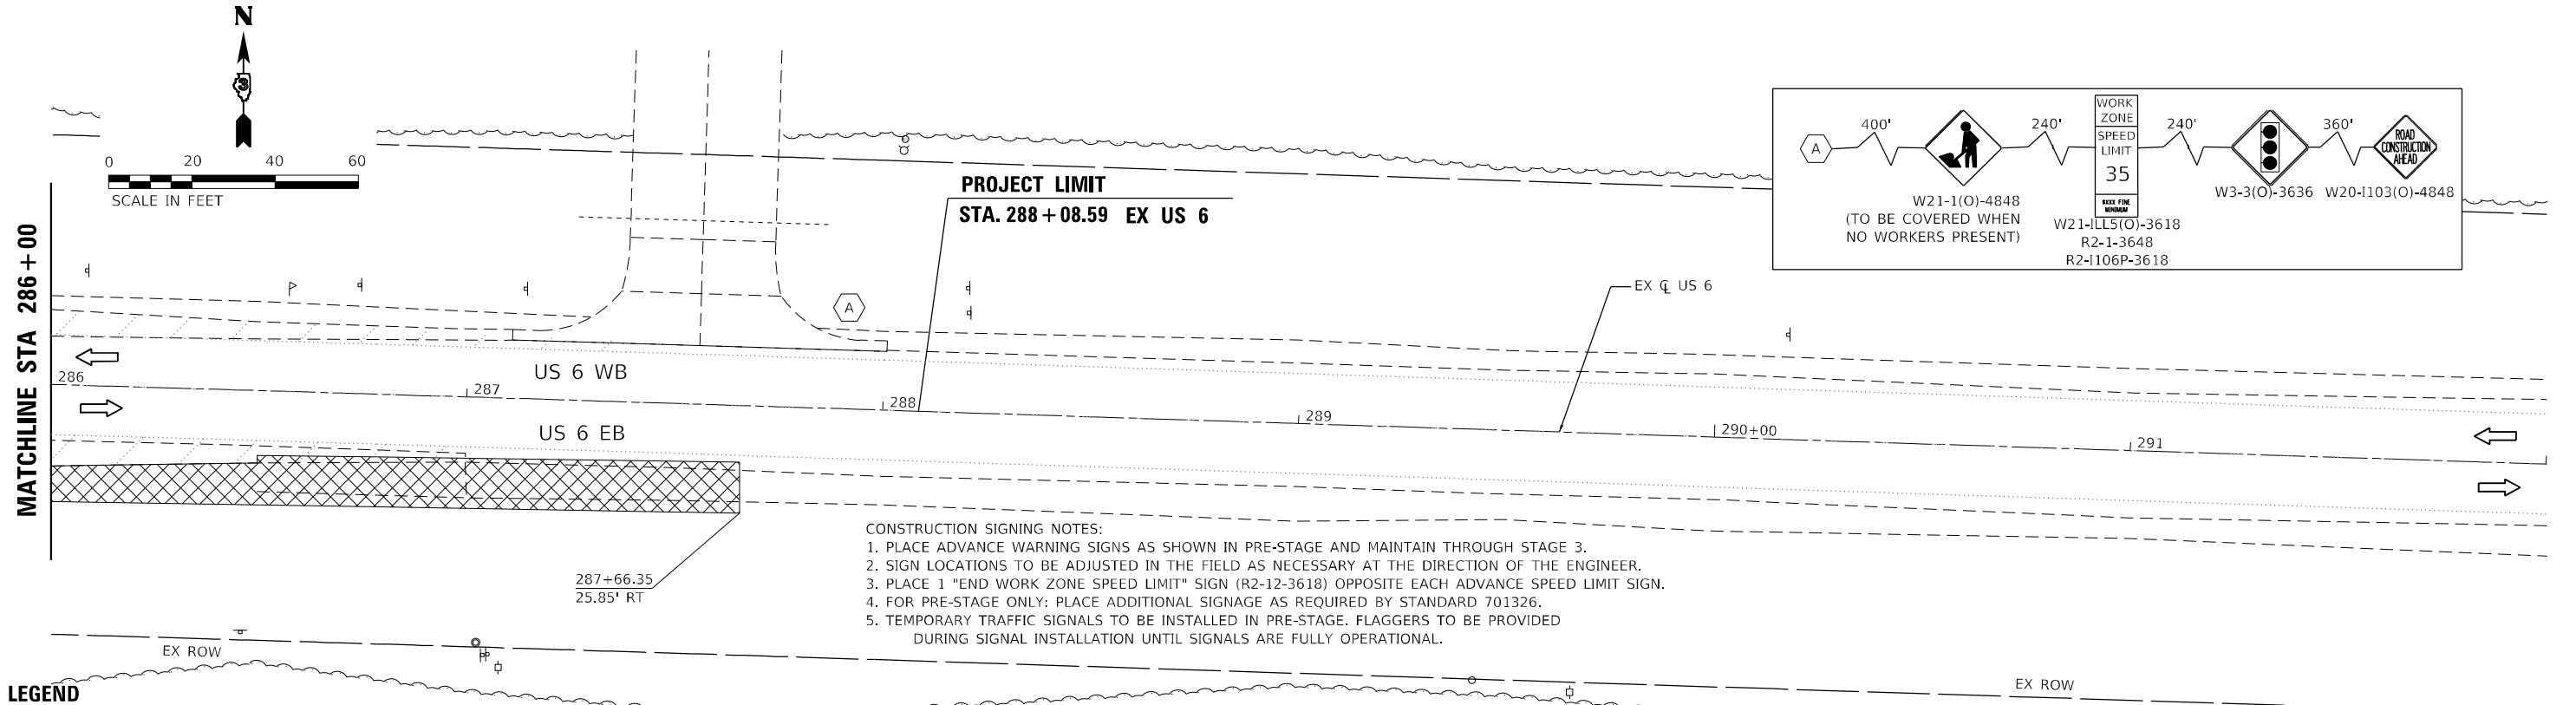 N
3
0 20 40 60
SCALE IN FEET
MATCHLINE STA 286+00
PROJECT LIMIT
STA. 288+08.59 EX US 6
A
400'
240'
240'
360'
WORK
ZONE
SPEED
LIMIT
35
$XXX FINE
MINIMUM
ROAD
CONSTRUCTION
AHEAD
W21-1(O)-4848
(TO BE COVERED WHEN
NO WORKERS PRESENT)
W21-ILL5(O)-3618
R2-1-3648
R2-I106P-3618
W3-3(O)-3636
W20-I103(O)-4848
A
EX ℄ US 6
US 6 WB
286
287
288
289
290+00
291
US 6 EB
287+66.35
25.85' RT
CONSTRUCTION SIGNING NOTES:
1. PLACE ADVANCE WARNING SIGNS AS SHOWN IN PRE-STAGE AND MAINTAIN THROUGH STAGE 3.
2. SIGN LOCATIONS TO BE ADJUSTED IN THE FIELD AS NECESSARY AT THE DIRECTION OF THE ENGINEER.
3. PLACE 1 "END WORK ZONE SPEED LIMIT" SIGN (R2-12-3618) OPPOSITE EACH ADVANCE SPEED LIMIT SIGN.
4. FOR PRE-STAGE ONLY: PLACE ADDITIONAL SIGNAGE AS REQUIRED BY STANDARD 701326.
5. TEMPORARY TRAFFIC SIGNALS TO BE INSTALLED IN PRE-STAGE. FLAGGERS TO BE PROVIDED
DURING SIGNAL INSTALLATION UNTIL SIGNALS ARE FULLY OPERATIONAL.
EX ROW
EX ROW
LEGEND